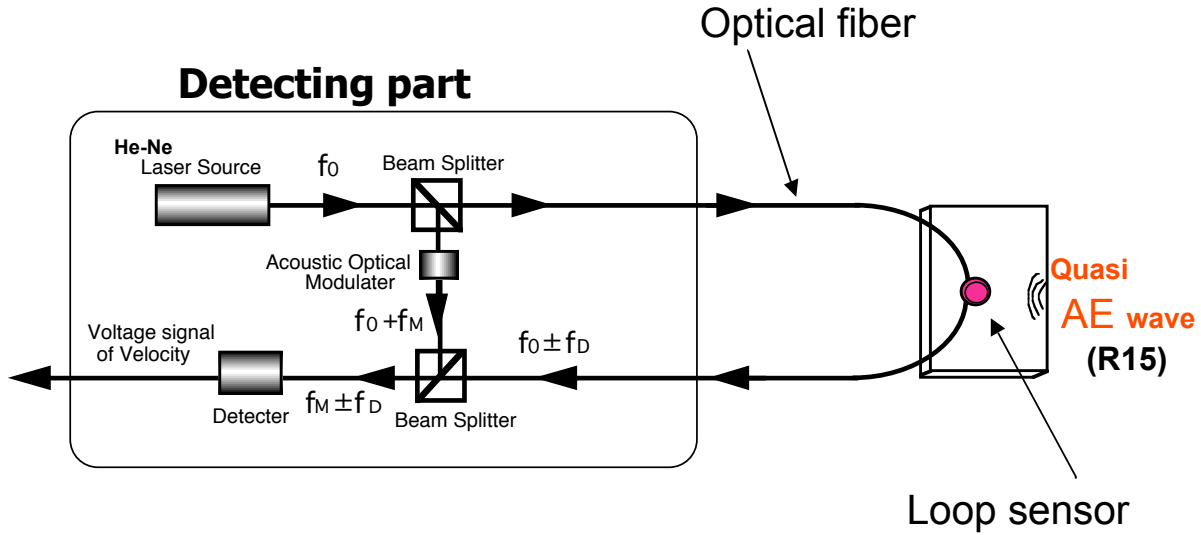 Optical fiber
Detecting part
He-Ne
Laser Source
f0
Beam Splitter
Acoustic Optical
Modulater
Quasi
AE wave
(R15)
f0+fM
Voltage signal
of Velocity
f0±fD
fM±fD
Detecter
Beam Splitter
Loop sensor